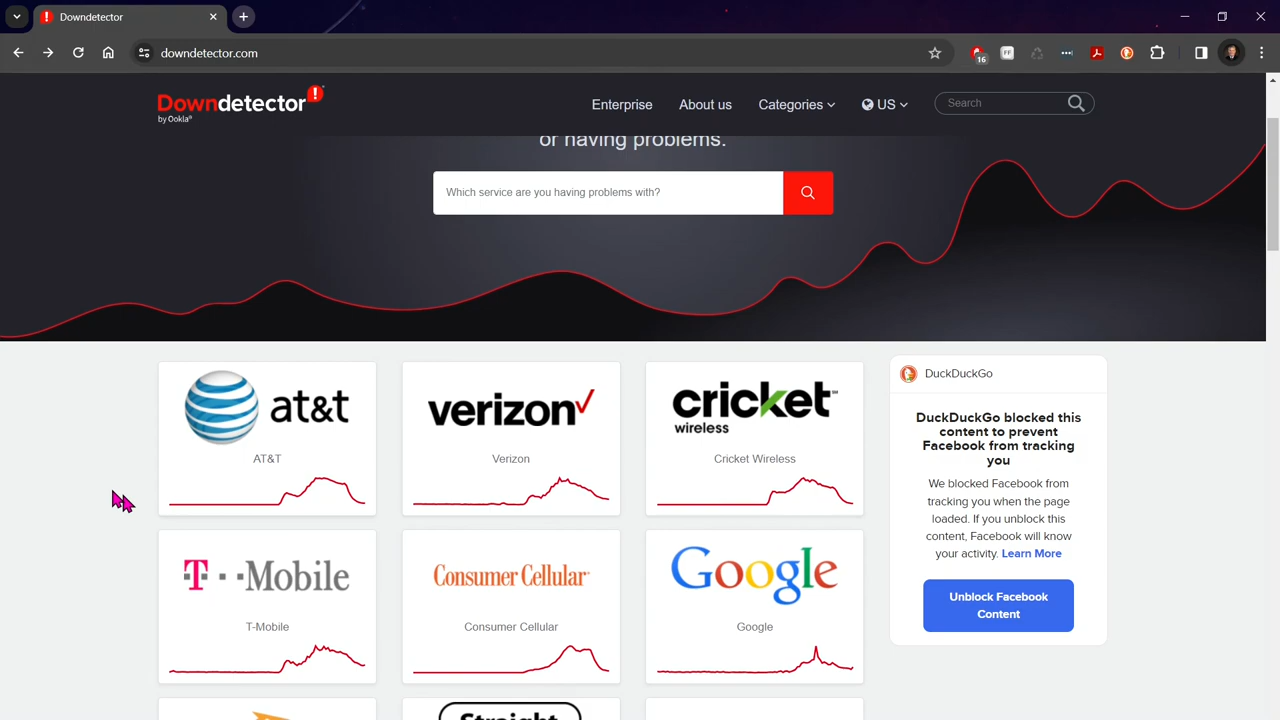 Downdetector
downdetector.com
16
FF
Downdetector
by Ookla®
Enterprise
About us
Categories
US
Search
or having problems.
Which service are you having problems with?
at&t
AT&T
verizon
Verizon
cricket
wireless
Cricket Wireless
DuckDuckGo
DuckDuckGo blocked this
content to prevent
Facebook from tracking
you
We blocked Facebook from
tracking you when the page
loaded. If you unblock this
content, Facebook will know
your activity. Learn More
Unblock Facebook
Content
T··Mobile
T-Mobile
Consumer Cellular
Consumer Cellular
Google
Google
Straight